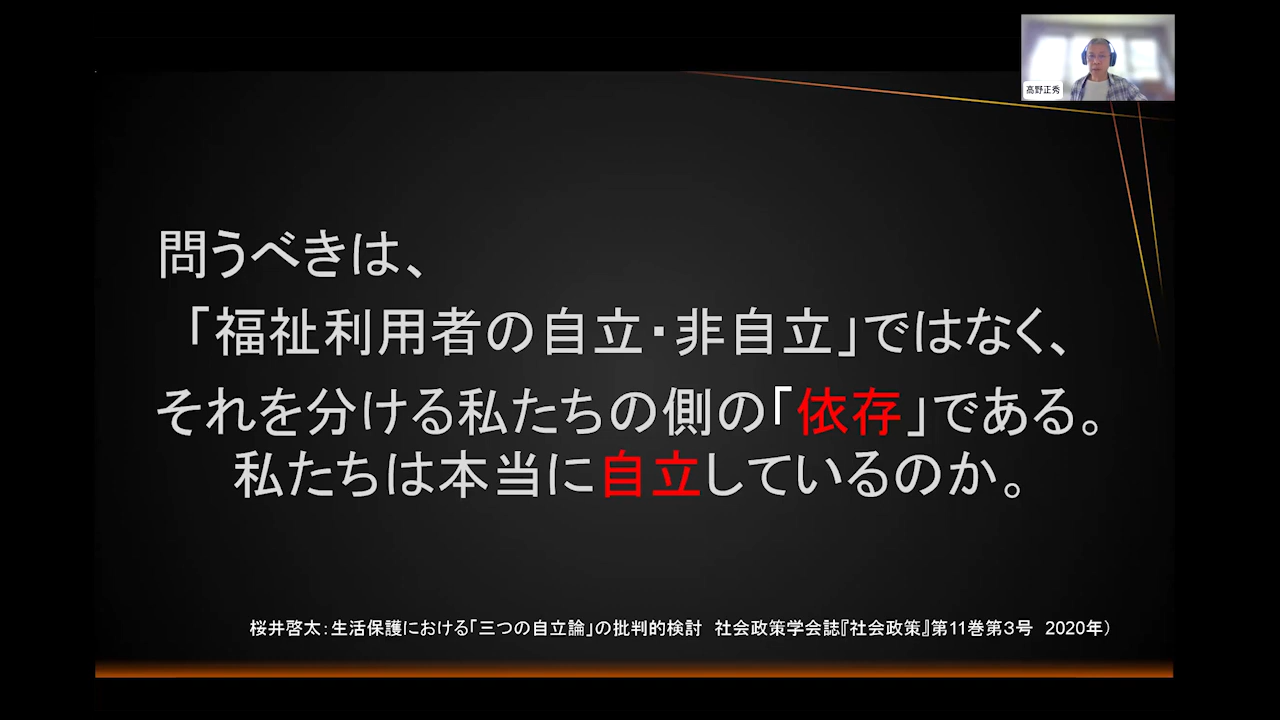 高野正秀
問うべきは、
「福祉利用者の自立・非自立」ではなく、
それを分ける私たちの側の「依存」である。
私たちは本当に自立しているのか。
桜井啓太：生活保護における「三つの自立論」の批判的検討　社会政策学会誌『社会政策』第11巻第３号　2020年）